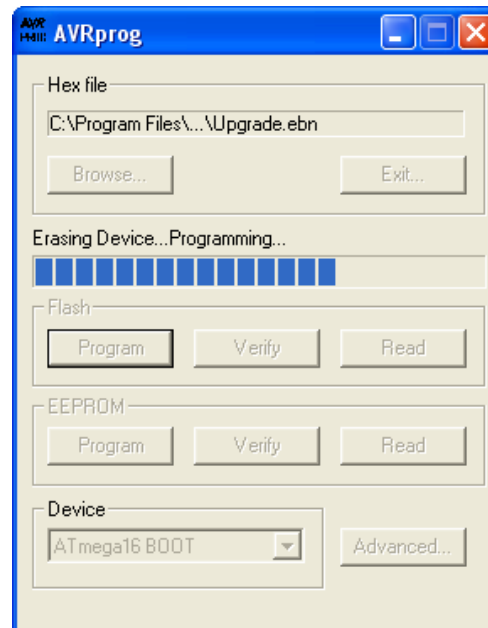 AVRprog
Hex file
C:\Program Files\...\Upgrade.ebn
Browse... Exit...
Erasing Device...Programming...
Flash
Program Verify Read
EEPROM
Program Verify Read
Device
ATmega16 BOOT Advanced...